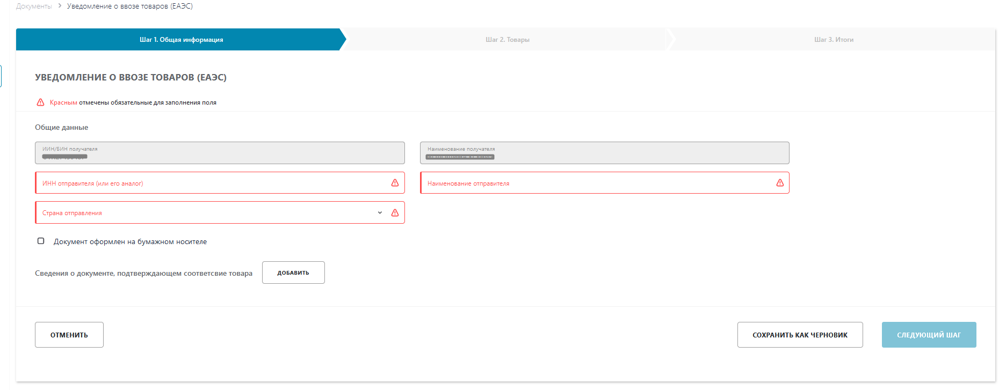 Документы > Уведомление о ввозе товаров (ЕАЭС)
Шаг 1. Общая информация
Шаг 2. Товары
Шаг 3. Итоги
УВЕДОМЛЕНИЕ О ВВОЗЕ ТОВАРОВ (ЕАЭС)
Красным отмечены обязательные для заполнения поля
Общие данные
ИИН/БИН получателя
Наименование получателя
ИНН отправителя (или его аналог)
Наименование отправителя
Страна отправления
Документ оформлен на бумажном носителе
Сведения о документе, подтверждающем соответсвие товара
ДОБАВИТЬ
ОТМЕНИТЬ
СОХРАНИТЬ КАК ЧЕРНОВИК
СЛЕДУЮЩИЙ ШАГ